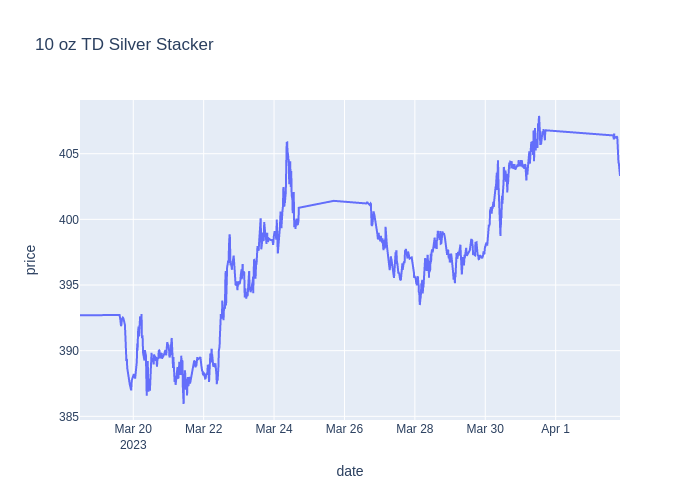 10 oz TD Silver Stacker
price
405
400
395
390
385
Mar 20
2023
Mar 22
Mar 24
Mar 26
Mar 28
Mar 30
Apr 1
date